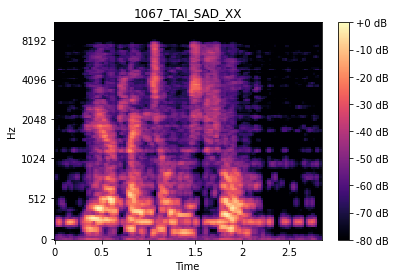 1067_TAI_SAD_XX
+0 dB
8192
-10 dB
4096
-20 dB
-30 dB
2048
-40 dB
Hz
1024
-50 dB
-60 dB
512
-70 dB
0
-80 dB
0 0.5 1 1.5 2 2.5
Time